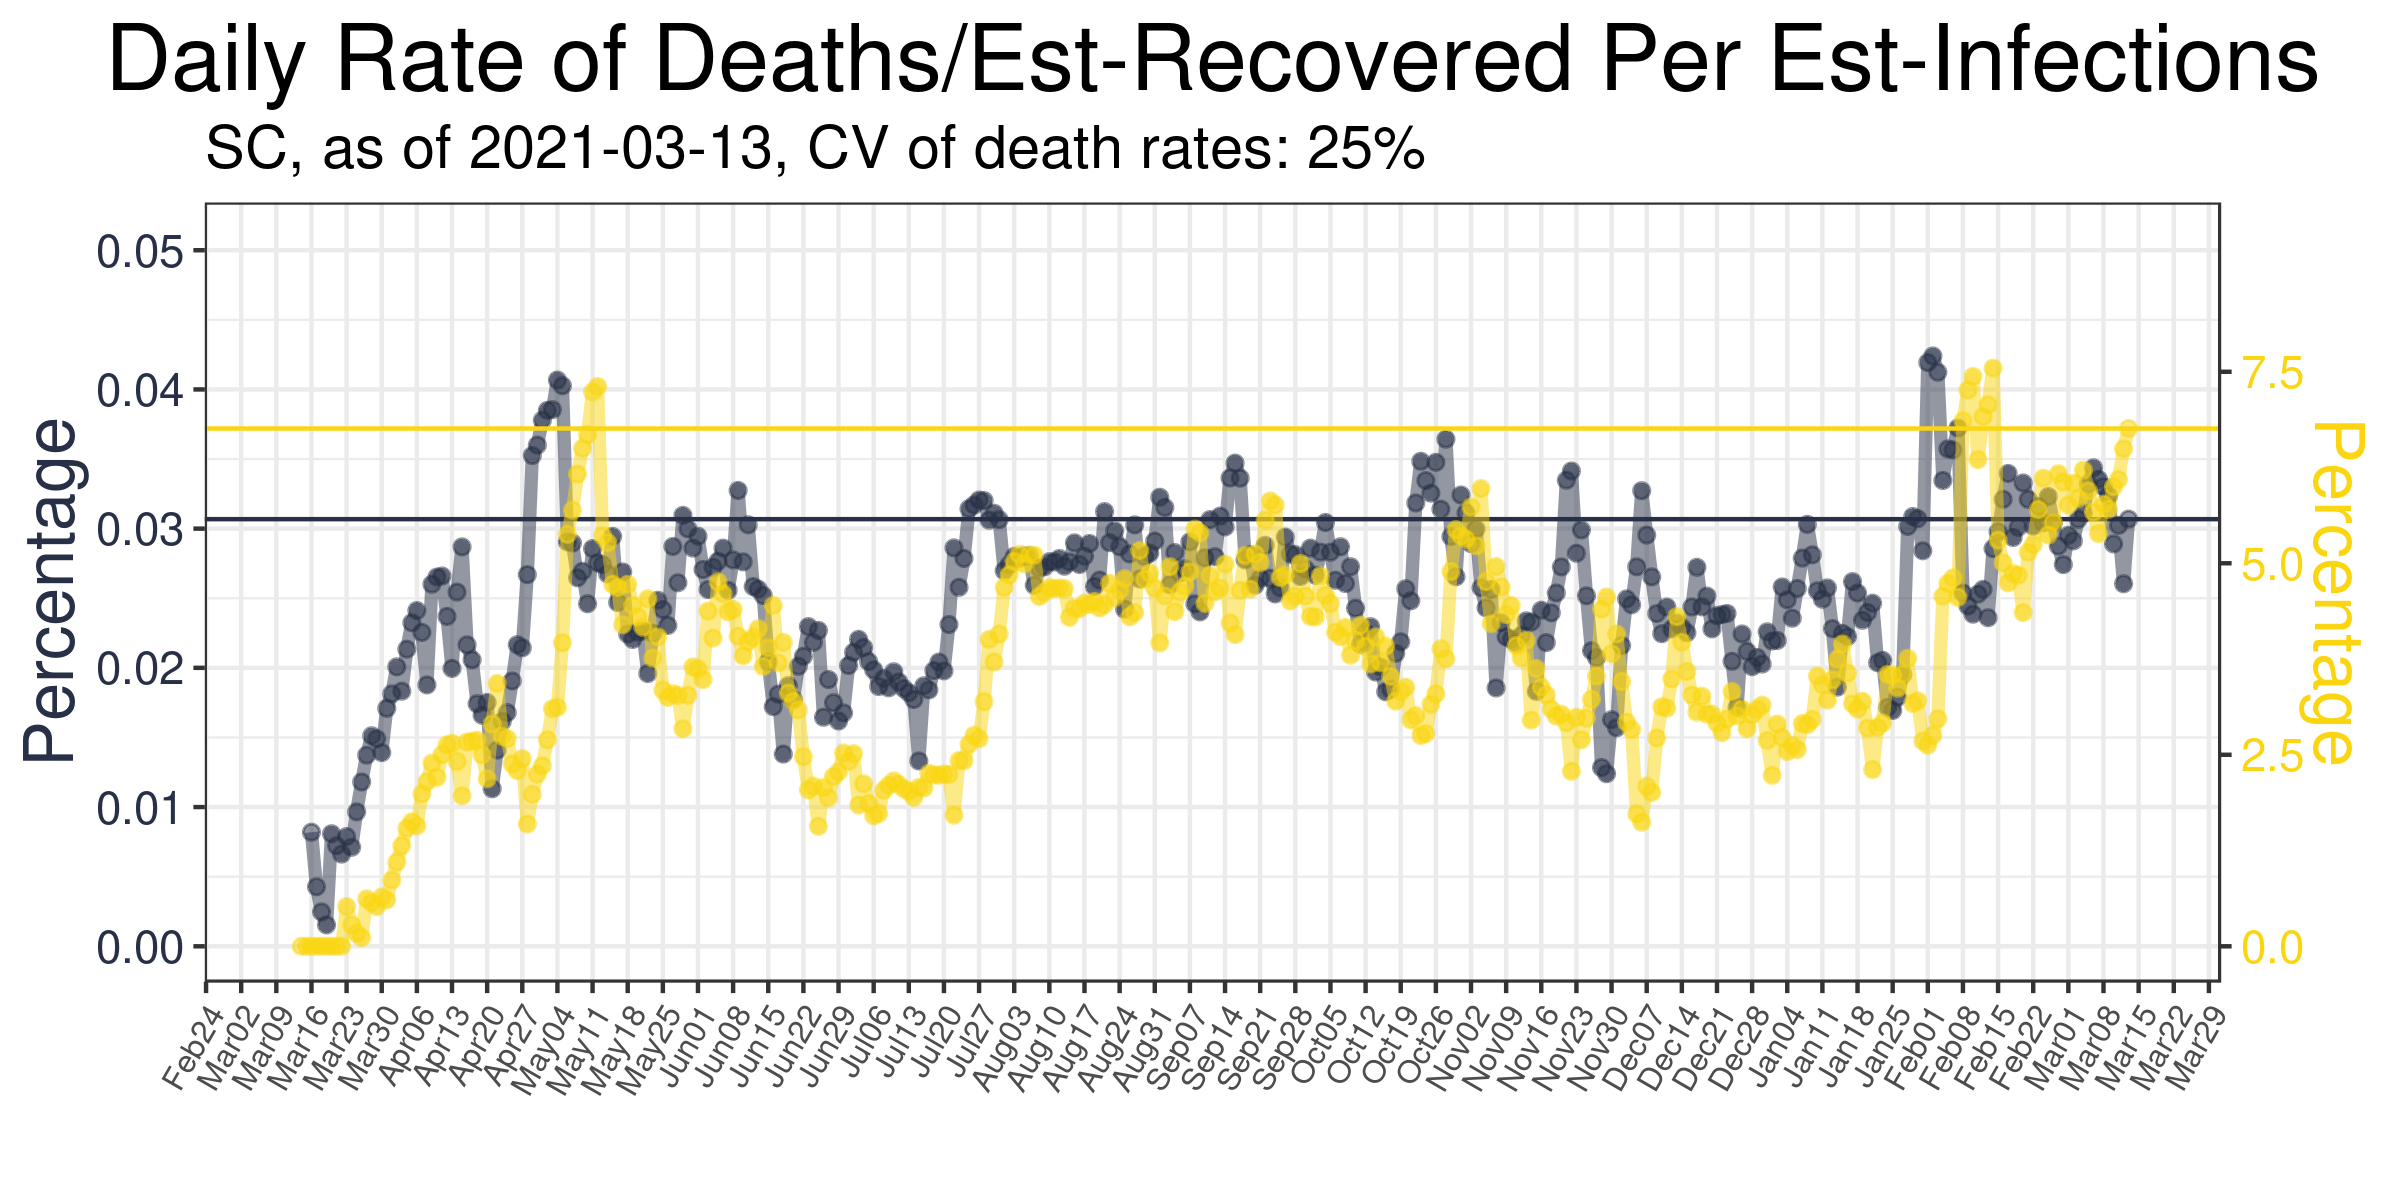 Daily Rate of Deaths/Est-Recovered Per Est-Infections
SC, as of 2021-03-13, CV of death rates: 25%
Percentage
0.05
0.04
0.03
0.02
0.01
0.00
7.5
5.0
2.5
0.0
Percentage
Feb24
Mar02
Mar09
Mar16
Mar23
Mar30
Apr06
Apr13
Apr20
Apr27
May04
May11
May18
May25
Jun01
Jun08
Jun15
Jun22
Jun29
Jul06
Jul13
Jul20
Jul27
Aug03
Aug10
Aug17
Aug24
Aug31
Sep07
Sep14
Sep21
Sep28
Oct05
Oct12
Oct19
Oct26
Nov02
Nov09
Nov16
Nov23
Nov30
Dec07
Dec14
Dec21
Dec28
Dec04
Jan11
Jan18
Jan25
Feb01
Feb08
Feb15
Feb22
Mar01
Mar08
Mar15
Mar22
Mar29